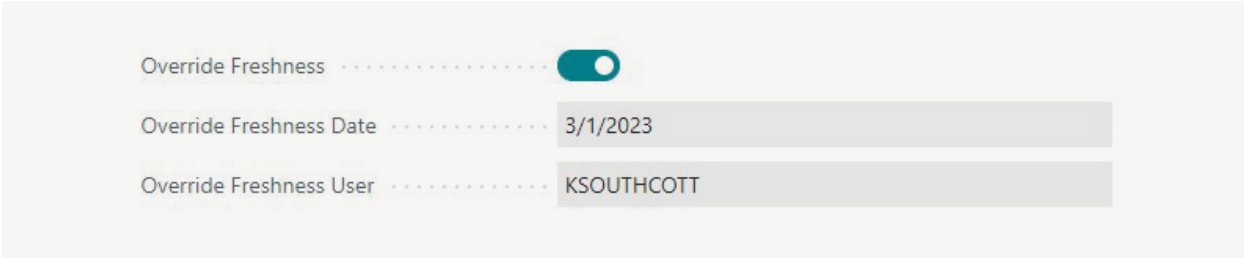 Override Freshness
Override Freshness Date 3/1/2023
Override Freshness User KSOUTHCOTT